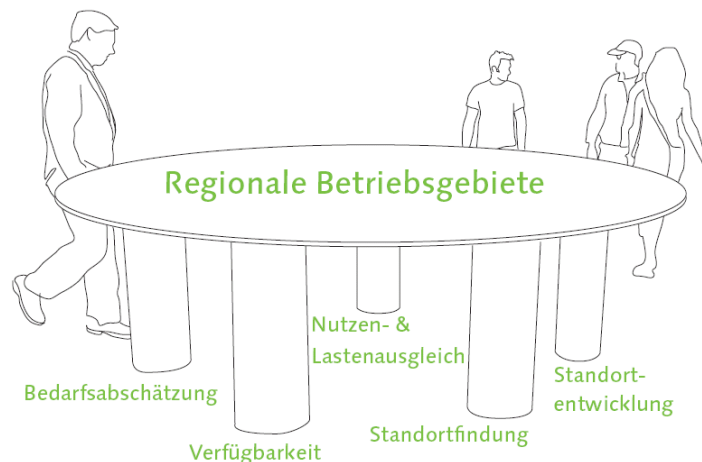 Regionale Betriebsgebiete
Nutzen- &
Lastenausgleich
Bedarfsabschätzung
Standort-
entwicklung
Standortfindung
Verfügbarkeit